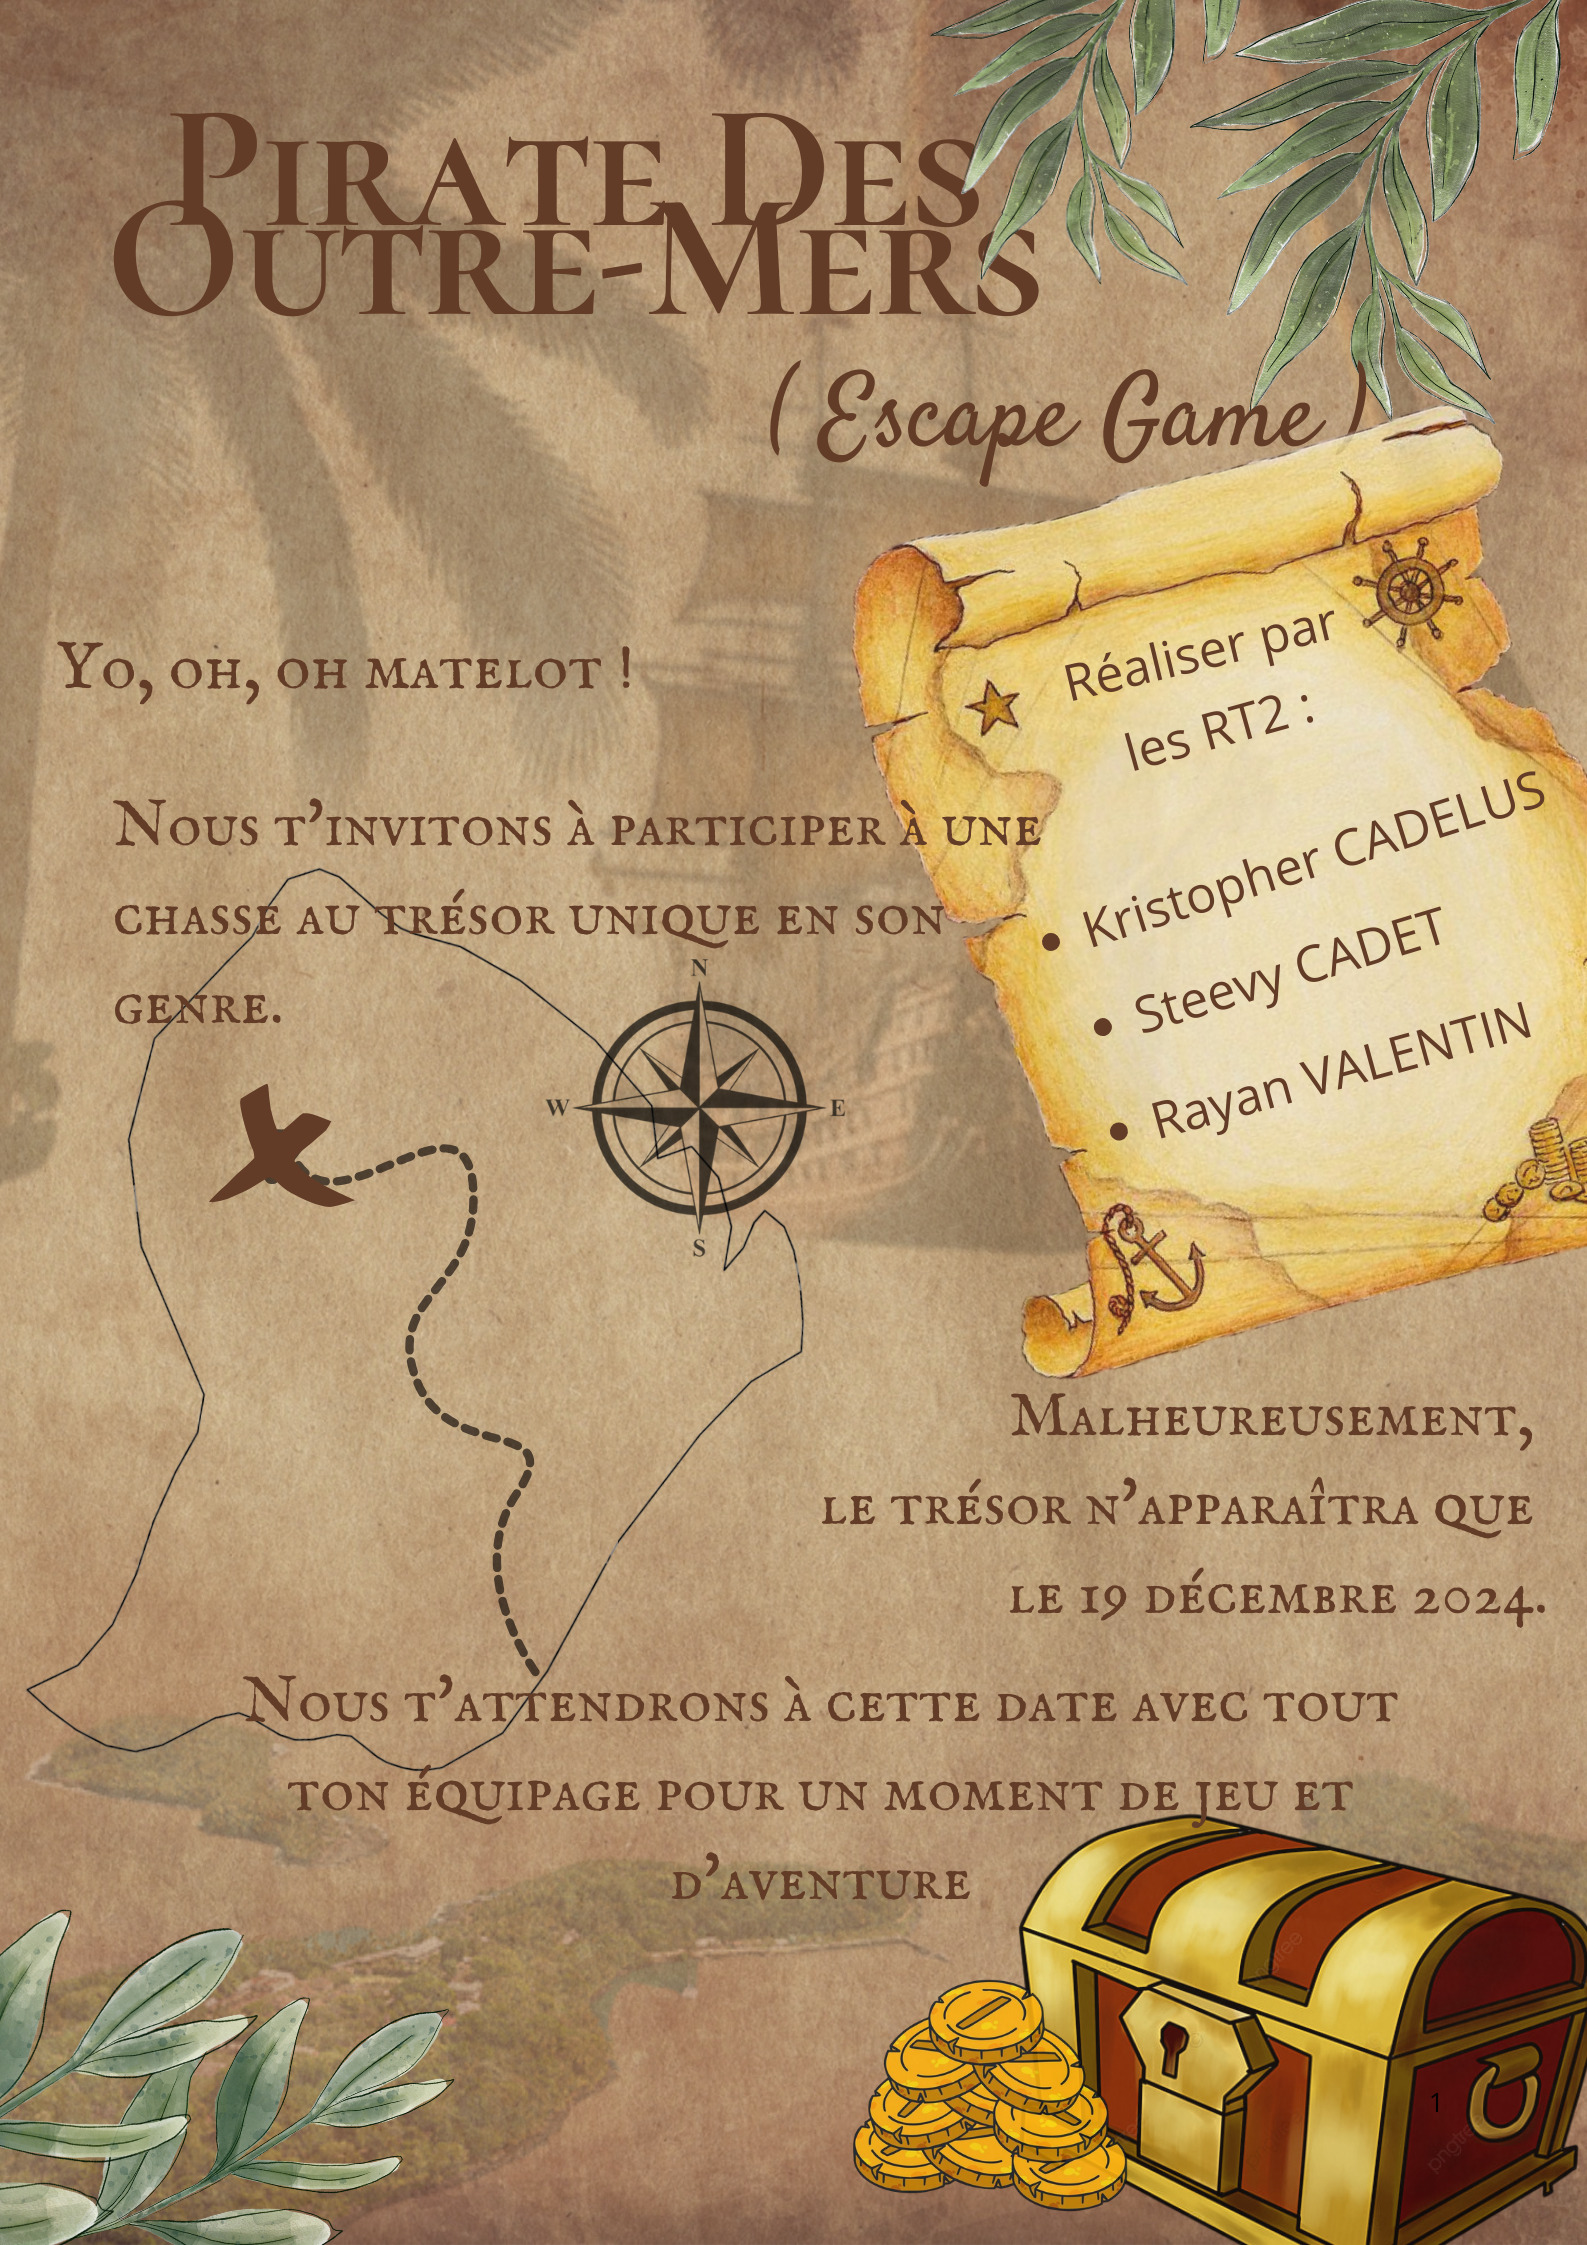 Pirate Des
Outre-Mers
( Escape Game )
Yo, oh, oh matelot !
Réaliser par
les RT2 :
• Kristopher CADELUS
• Steevy CADET
• Rayan VALENTIN
Nous t'invitons à participer à une
chasse au trésor unique en son
genre.
N
W
E
S
Malheureusement,
le trésor n'apparaîtra que
le 19 décembre 2024.
Nous t'attendrons à cette date avec tout
ton équipage pour un moment de jeu et
d'aventure
1
pngtree